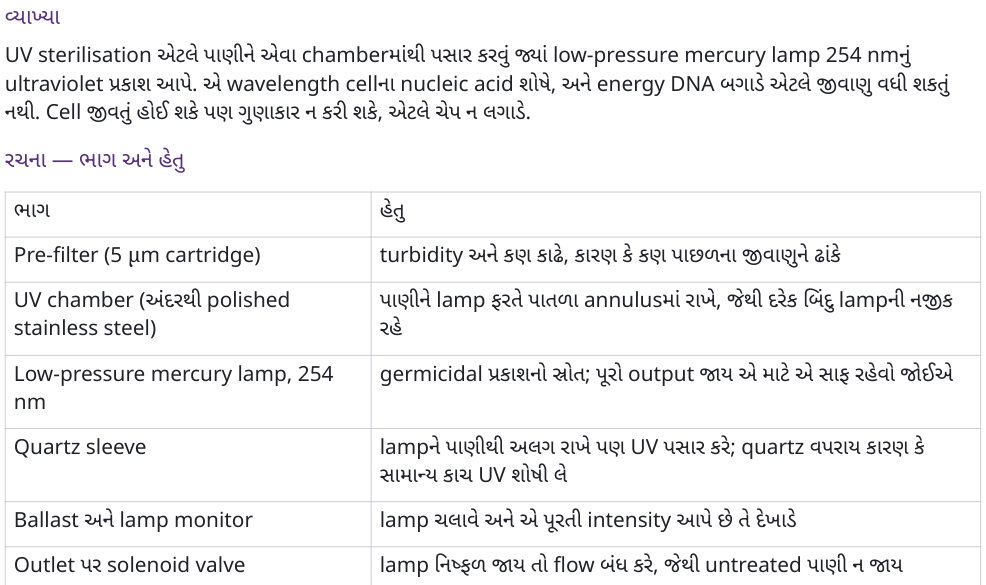 વ્યાખ્યા
UV sterilisation એટલે પાણીને એવા chamberમાંથી પસાર કરવું જ્યાં low-pressure mercury lamp 254 nmનું
ultraviolet પ્રકાશ આપે. એ wavelength cellના nucleic acid શોષે, અને energy DNA બગાડે એટલે જીવાણુ વધી શકતું
નથી. Cell જીવતું હોઈ શકે પણ ગુણાકાર ન કરી શકે, એટલે ચેપ ન લગાડે.
રચના — ભાગ અને હેતુ
ભાગ
હેતુ
Pre-filter (5 µm cartridge)
turbidity અને કણ કાઢે, કારણ કે કણ પાછળના જીવાણુને ઢાંકે
UV chamber (અંદરથી polished
stainless steel)
પાણીને lamp ફરતે પાતળા annulusમાં રાખે, જેથી દરેક બિંદુ lampની નજીક
રહે
Low-pressure mercury lamp, 254
nm
germicidal પ્રકાશનો સ્રોત; પૂરો output જાય એ માટે એ સાફ રહેવો જોઈએ
Quartz sleeve
lampને પાણીથી અલગ રાખે પણ UV પસાર કરે; quartz વપરાય કારણ કે
સામાન્ય કાચ UV શોષી લે
Ballast અને lamp monitor
lamp ચલાવે અને એ પૂરતી intensity આપે છે તે દેખાડે
Outlet પર solenoid valve
lamp નિષ્ફળ જાય તો flow બંધ કરે, જેથી untreated પાણી ન જાય